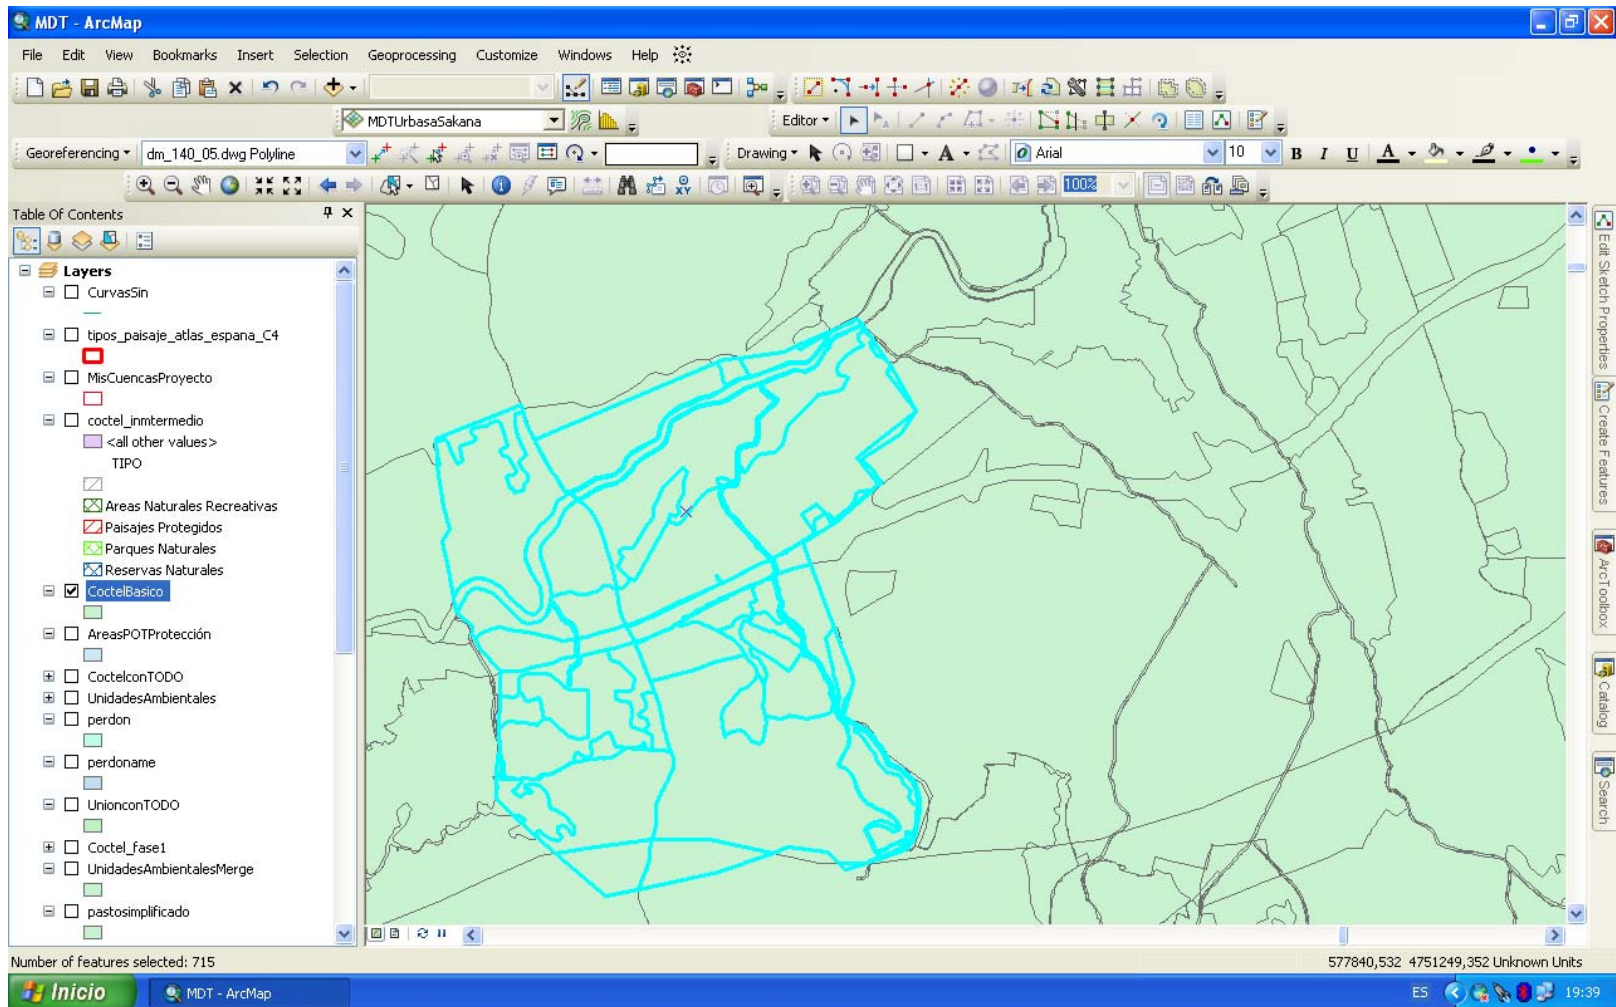 MDT - ArcMap
File Edit View Bookmarks Insert Selection Geoprocessing Customize Windows Help
MDTUrbasaSakana
Editor
Georeferencing dm_140_05.dwg Polyline
Drawing A Arial 10 B I U A
100%
Table Of Contents
Layers
CurvasSin
tipos_paisaje_atlas_espana_C4
MisCuencasProyecto
coctel_inmtermedio
<all other values>
TIPO
Areas Naturales Recreativas
Paisajes Protegidos
Parques Naturales
Reservas Naturales
CoctelBasico
AreasPOTProtección
CoctelconTODO
UnidadesAmbientales
perdon
perdoname
UnionconTODO
Coctel_fase1
UnidadesAmbientalesMerge
pastosimplificado
Edit Sketch Properties
Create Features
ArcToolbox
Catalog
Search
Number of features selected: 715
577840,532 4751249,352 Unknown Units
Inicio
MDT - ArcMap
ES
19:39